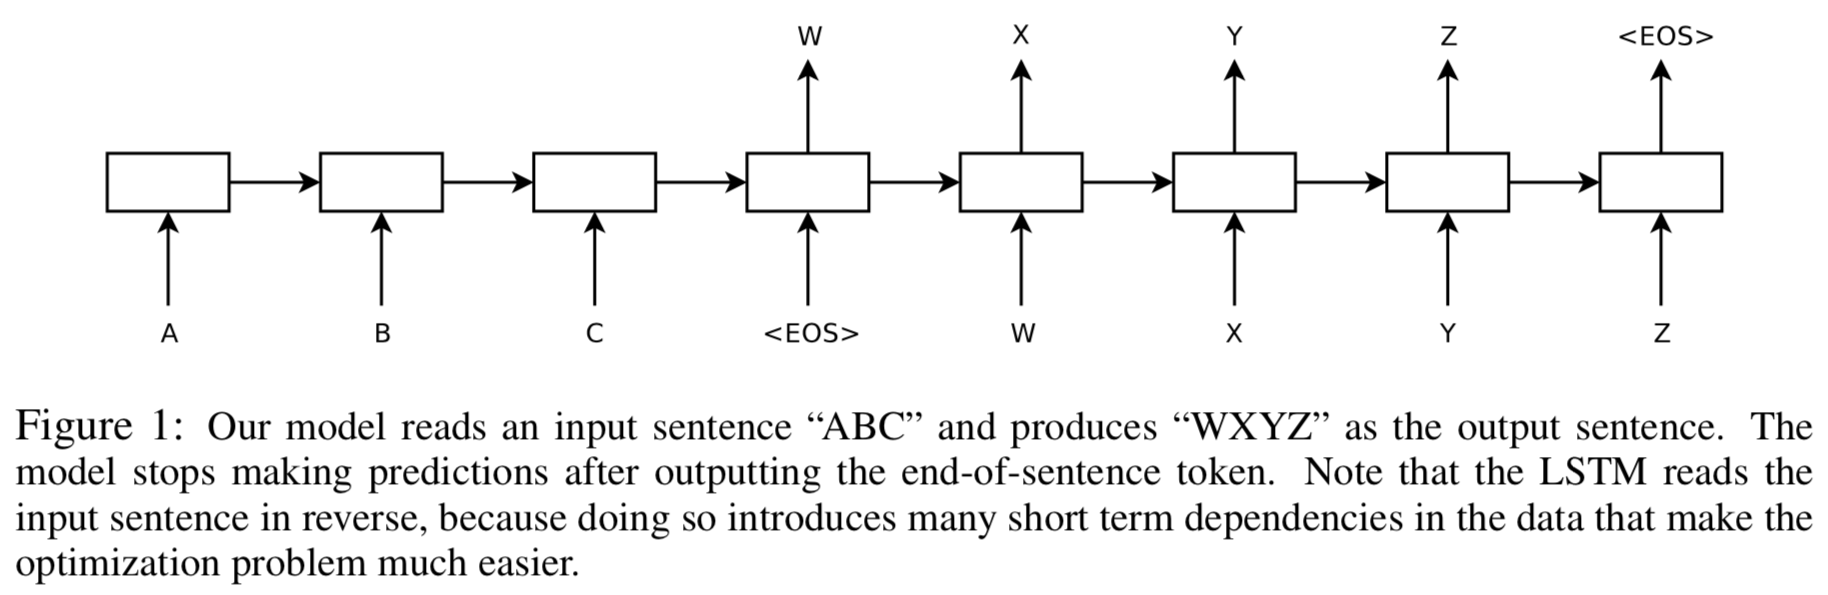 W X Y Z <EOS>
A B C <EOS> W X Y Z
Figure 1: Our model reads an input sentence “ABC” and produces “WXYZ” as the output sentence. The
model stops making predictions after outputting the end-of-sentence token. Note that the LSTM reads the
input sentence in reverse, because doing so introduces many short term dependencies in the data that make the
optimization problem much easier.